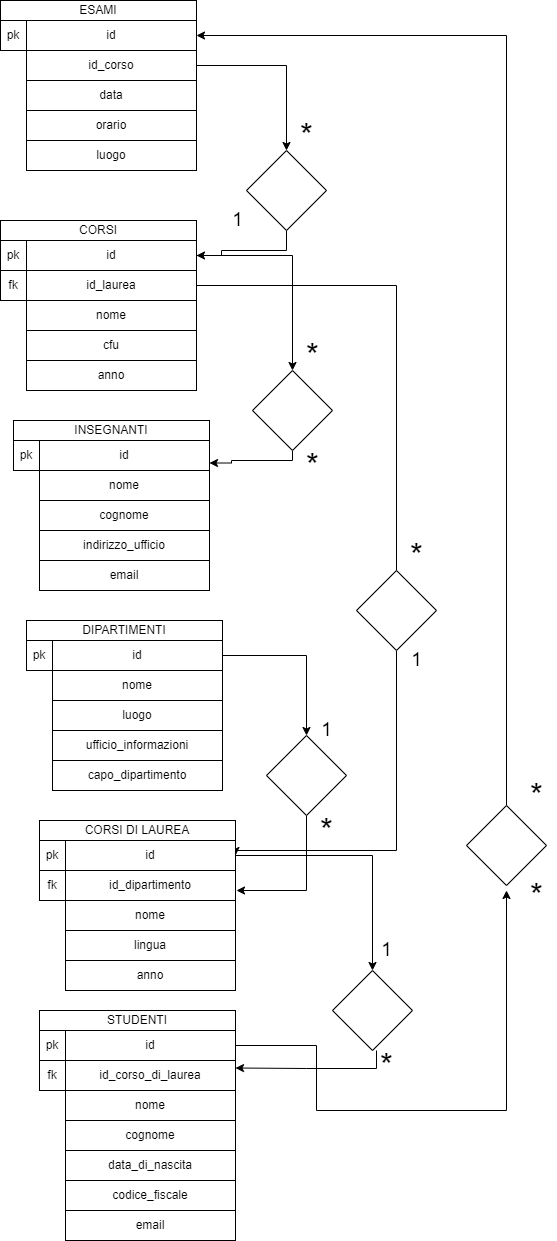 ESAMI
pk id
id_corso
data
*
orario
luogo
1
CORSI
pk id
fk id_laurea
nome
*
cfu
anno
INSEGNANTI
pk id
*
nome
cognome
indirizzo_ufficio
*
email
DIPARTIMENTI
pk id
1
nome
luogo
1
ufficio_informazioni
capo_dipartimento
*
*
CORSI DI LAUREA
pk id
fk id_dipartimento
*
nome
lingua
1
anno
STUDENTI
pk id
*
fk id_corso_di_laurea
nome
cognome
data_di_nascita
codice_fiscale
email